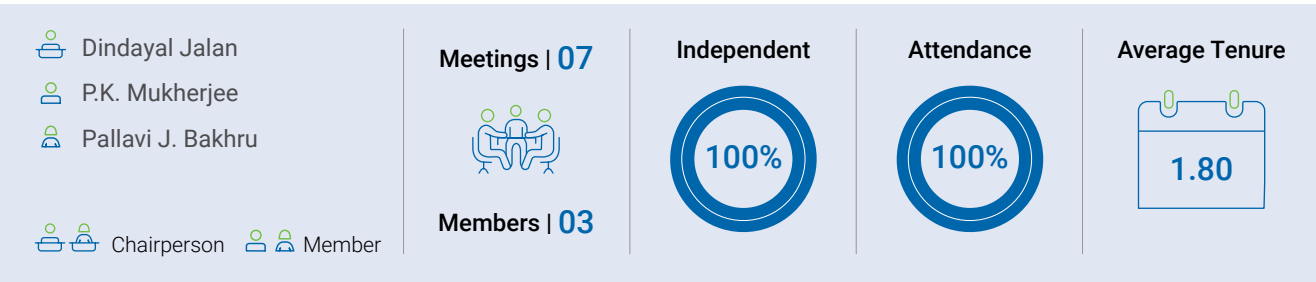 Dindayal Jalan
P.K. Mukherjee
Pallavi J. Bakhru
Chairperson Member
Meetings | 07
Members | 03
Independent
100%
Attendance
100%
Average Tenure
1.80